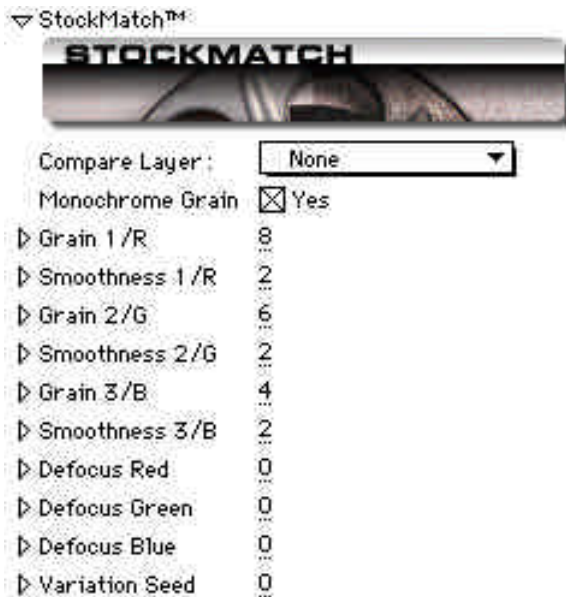 StockMatch™
STOCKMATCH
Compare Layer: None
Monochrome Grain Yes
Grain 1/R 8
Smoothness 1/R 2
Grain 2/G 6
Smoothness 2/G 2
Grain 3/B 4
Smoothness 3/B 2
Defocus Red 0
Defocus Green 0
Defocus Blue 0
Variation Seed 0